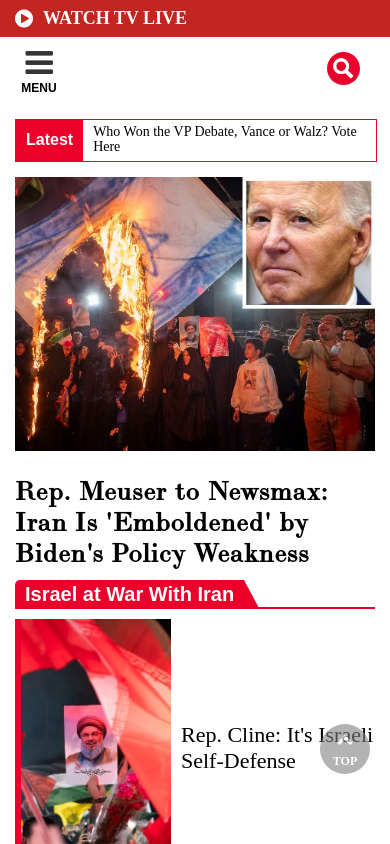 WATCH TV LIVE
MENU
Latest
Who Won the VP Debate, Vance or Walz? Vote
Here
Rep. Meuser to Newsmax:
Iran Is 'Emboldened' by
Biden's Policy Weakness
Israel at War With Iran
Rep. Cline: It's Israeli
Self-Defense
TOP